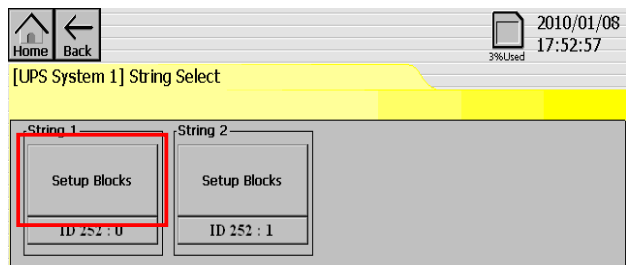 2010/01/08
17:52:57
Home Back
3%Used
[UPS System 1] String Select
String 1 String 2
Setup Blocks Setup Blocks
ID 252 : 0 ID 252 : 1